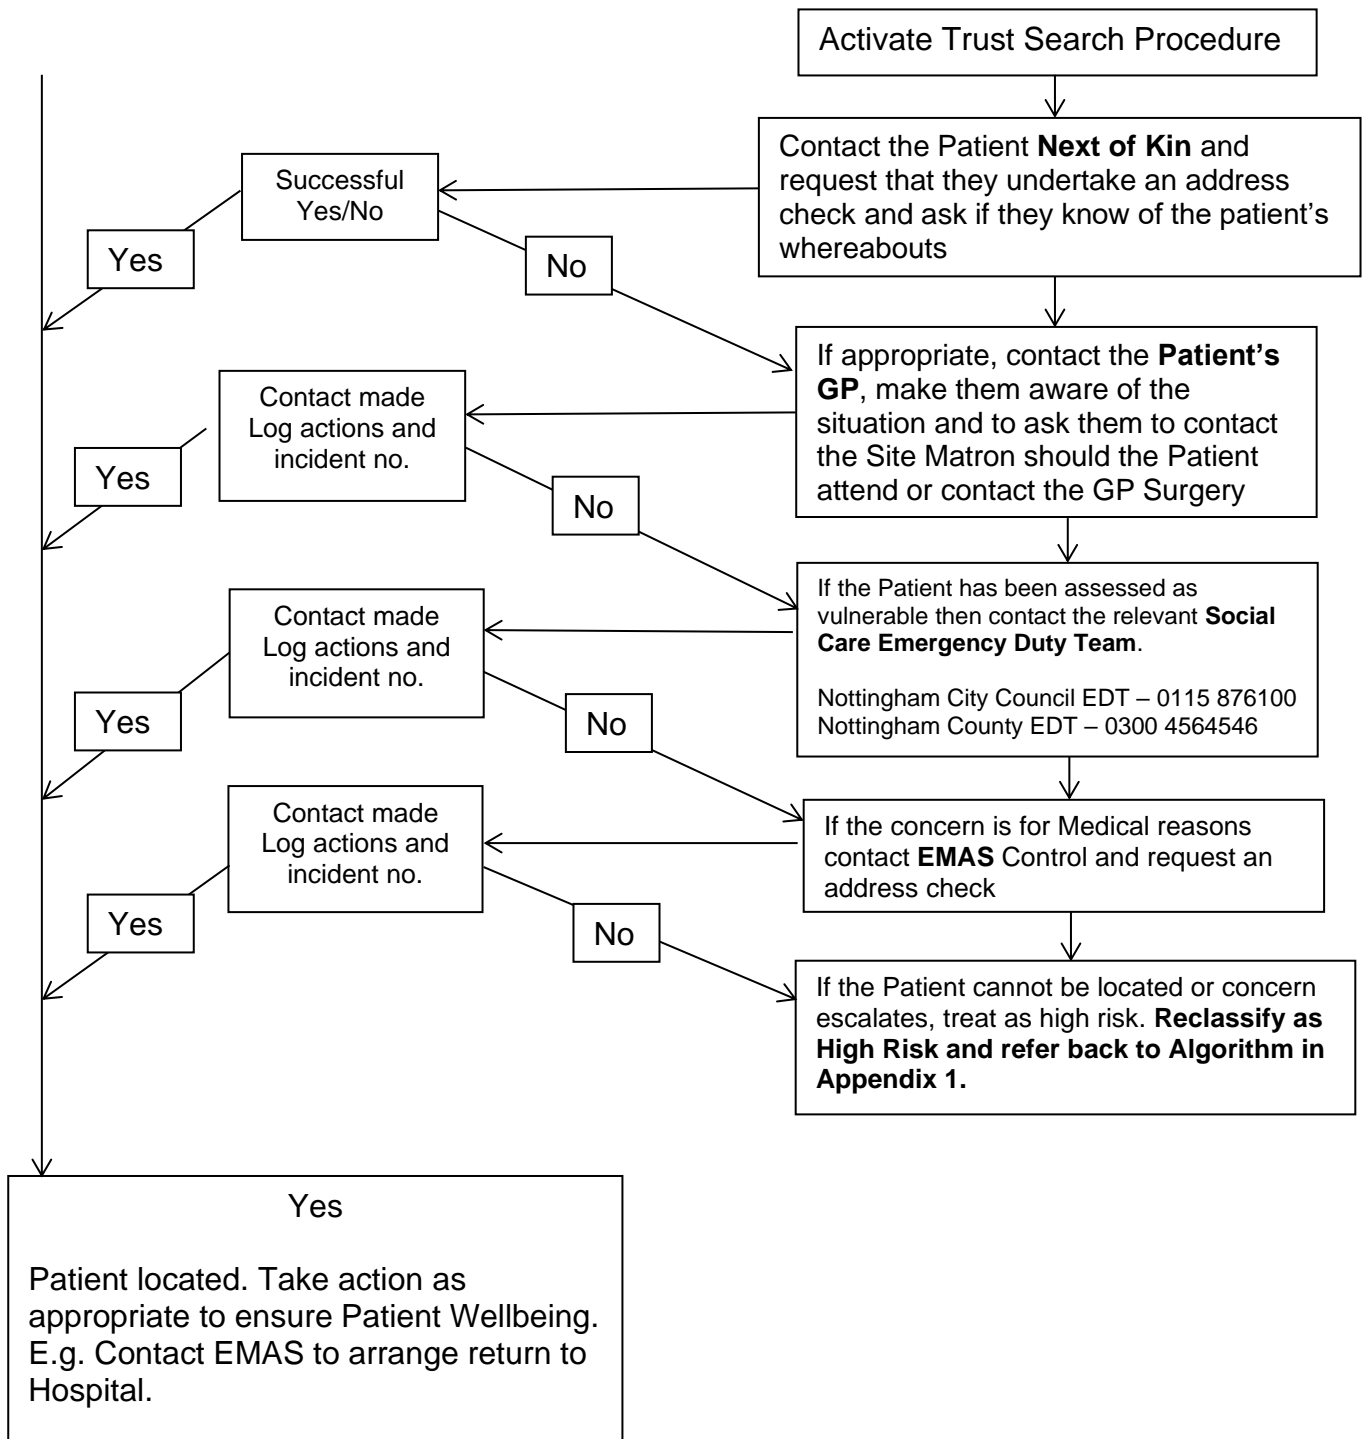 Activate Trust Search Procedure
Contact the Patient Next of Kin and
request that they undertake an address
check and ask if they know of the patient's
whereabouts
Successful
Yes/No
Yes
No
If appropriate, contact the Patient's
GP, make them aware of the
situation and to ask them to contact
the Site Matron should the Patient
attend or contact the GP Surgery
Contact made
Log actions and
incident no.
Yes
No
If the Patient has been assessed as
vulnerable then contact the relevant Social
Care Emergency Duty Team.
Nottingham City Council EDT – 0115 876100
Nottingham County EDT – 0300 4564546
Contact made
Log actions and
incident no.
Yes
No
If the concern is for Medical reasons
contact EMAS Control and request an
address check
Contact made
Log actions and
incident no.
Yes
No
If the Patient cannot be located or concern
escalates, treat as high risk. Reclassify as
High Risk and refer back to Algorithm in
Appendix 1.
Yes
Patient located. Take action as
appropriate to ensure Patient Wellbeing.
E.g. Contact EMAS to arrange return to
Hospital.